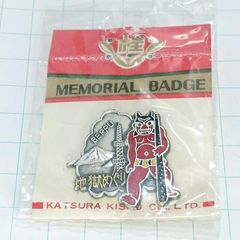 桂
MEMORIAL BADGE
BEPPU
地獄めぐり
KATSURA KISHO CO., LTD.